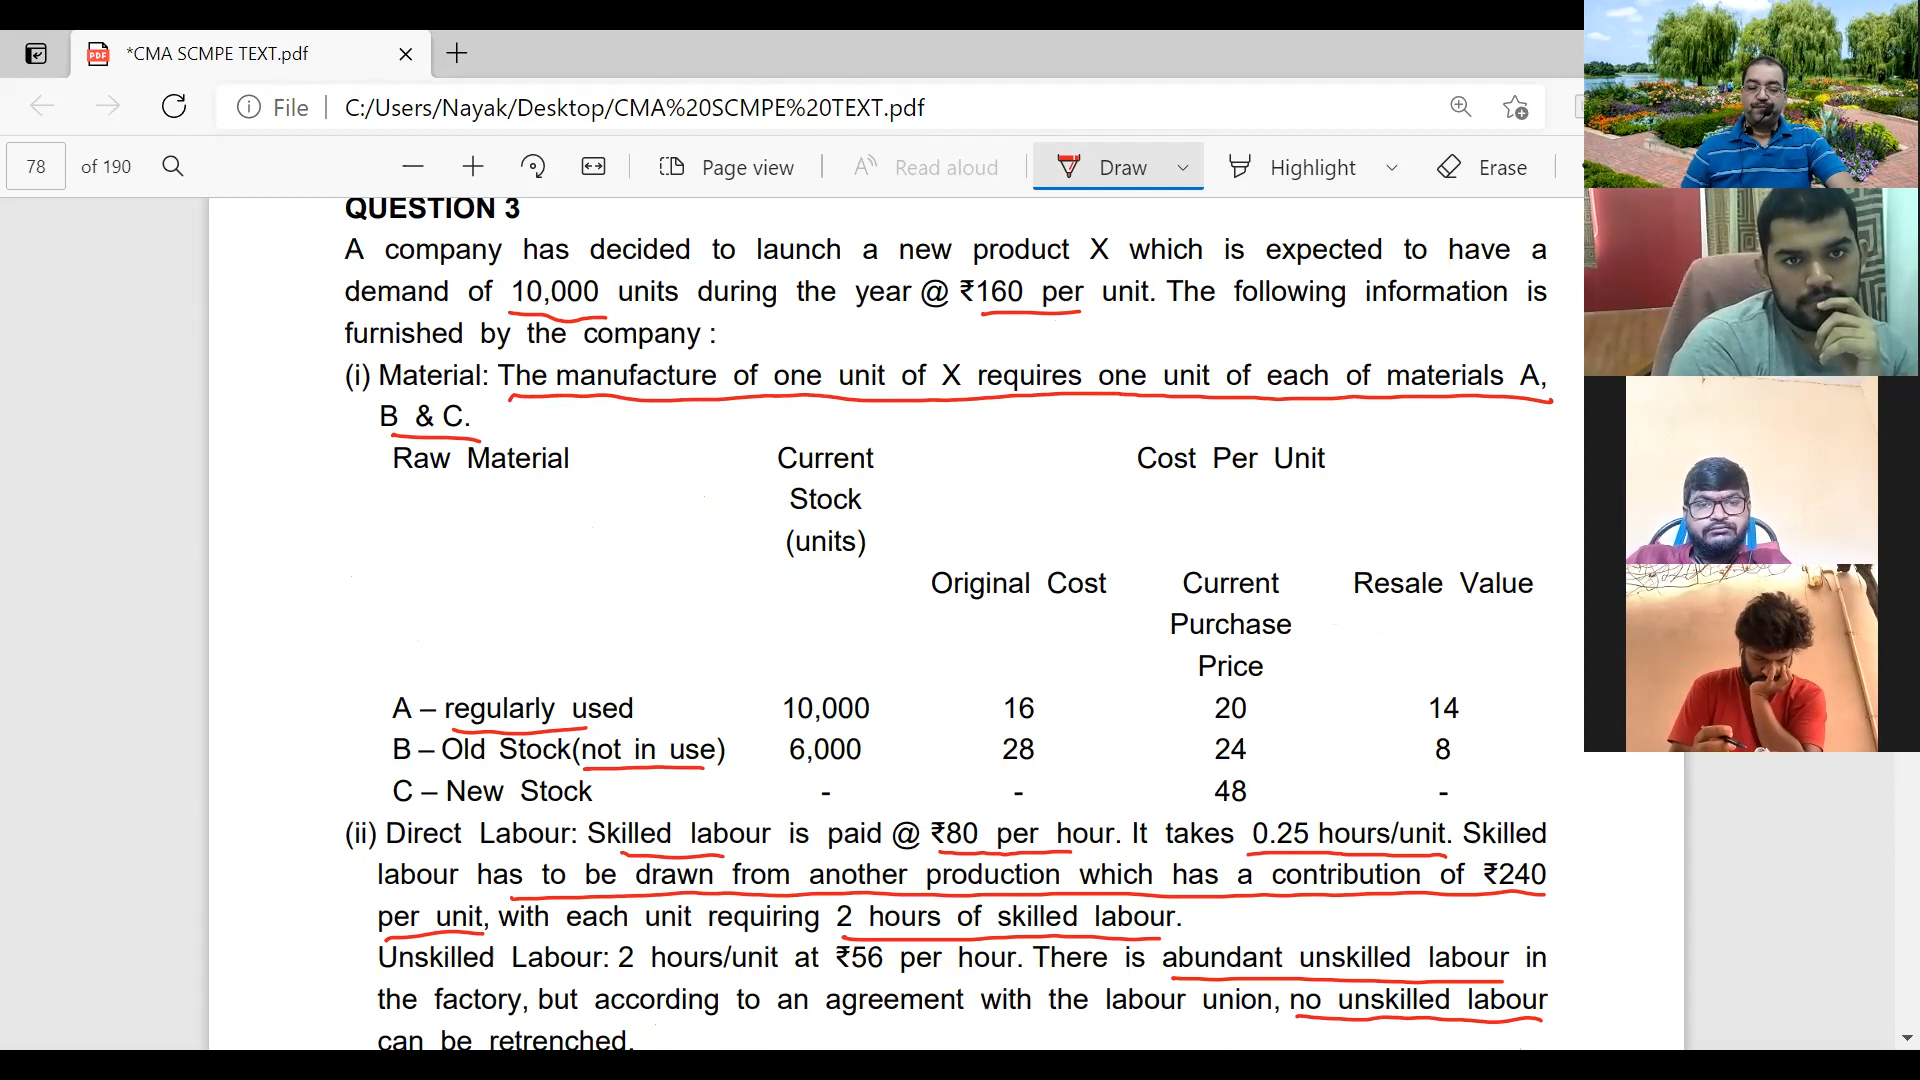 *CMA SCMPE TEXT.pdf
File C:/Users/Nayak/Desktop/CMA%20SCMPE%20TEXT.pdf
78 of 190 Page view Read aloud Draw Highlight Erase
QUESTION 3
A company has decided to launch a new product X which is expected to have a
demand of 10,000 units during the year @ ₹160 per unit. The following information is
furnished by the company :
(i) Material: The manufacture of one unit of X requires one unit of each of materials A,
B & C.
Raw Material Current Cost Per Unit
Stock
(units)
Original Cost Current Resale Value
Purchase
Price
A – regularly used 10,000 16 20 14
B – Old Stock(not in use) 6,000 28 24 8
C – New Stock - - 48 -
(ii) Direct Labour: Skilled labour is paid @ ₹80 per hour. It takes 0.25 hours/unit. Skilled
labour has to be drawn from another production which has a contribution of ₹240
per unit, with each unit requiring 2 hours of skilled labour.
Unskilled Labour: 2 hours/unit at ₹56 per hour. There is abundant unskilled labour in
the factory, but according to an agreement with the labour union, no unskilled labour
can be retrenched.